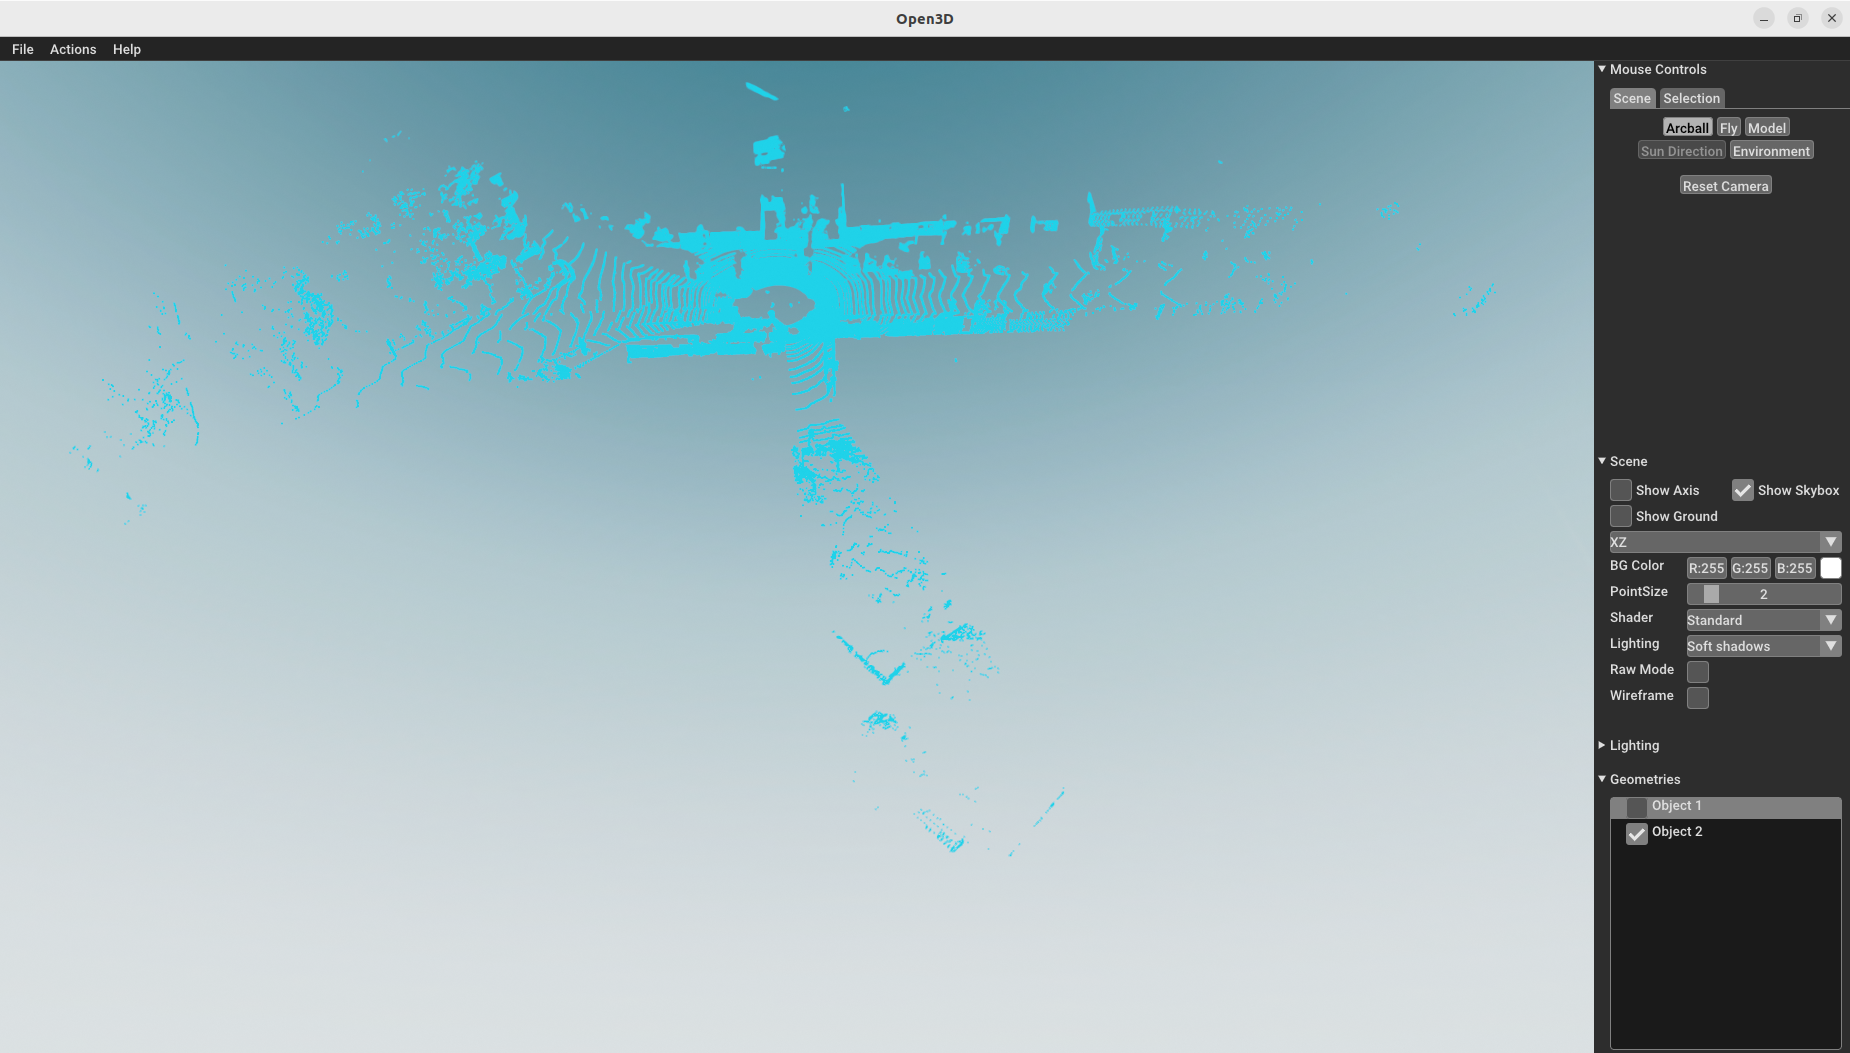 Open3D
File Actions Help
Mouse Controls
Scene Selection
Arcball Fly Model
Sun Direction Environment
Reset Camera
Scene
Show Axis Show Skybox
Show Ground
XZ
BG Color R:255 G:255 B:255
PointSize 2
Shader Standard
Lighting Soft shadows
Raw Mode
Wireframe
Lighting
Geometries
Object 1
Object 2